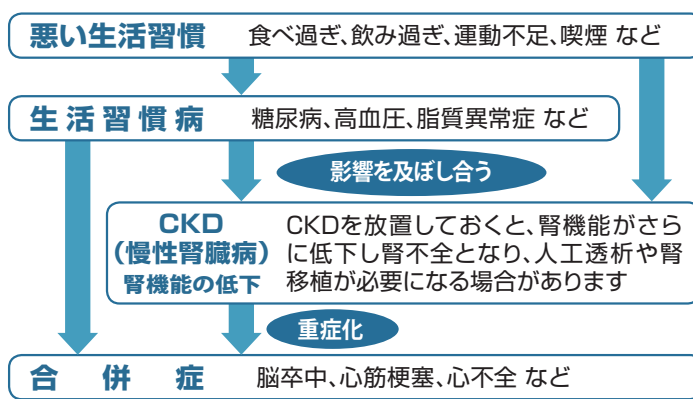 悪い生活習慣 食べ過ぎ、飲み過ぎ、運動不足、喫煙 など
生活習慣病 糖尿病、高血圧、脂質異常症 など
影響を及ぼし合う
CKD
(慢性腎臓病)
腎機能の低下
CKDを放置しておくと、腎機能がさら
に低下し腎不全となり、人工透析や腎
移植が必要になる場合があります
重症化
合併症 脳卒中、心筋梗塞、心不全 など